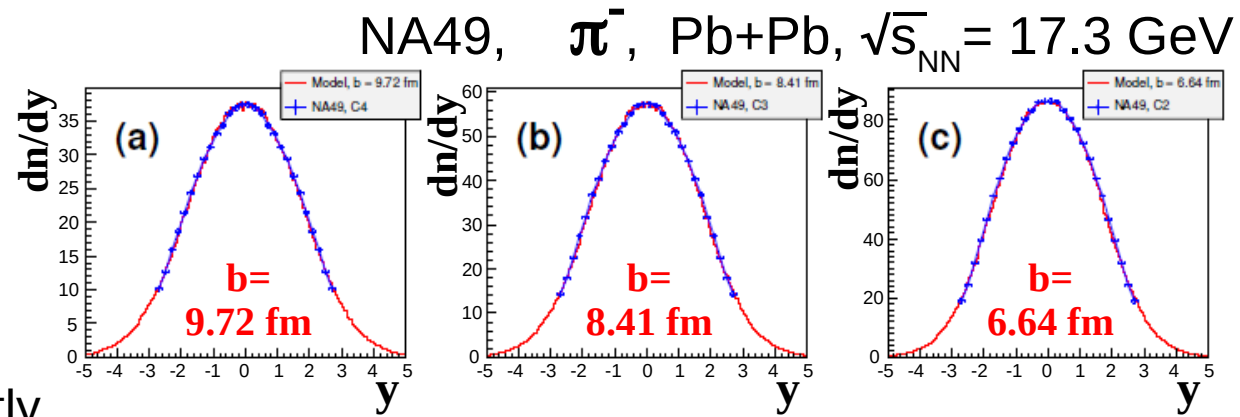 NA49, π⁻, Pb+Pb, √s_NN = 17.3 GeV
Model, b = 9.72 fm
NA49, C4
(a)
dn/dy
35
30
25
20
15
10
5
0
b=
9.72 fm
-5 -4 -3 -2 -1 0 1 2 3 4 5
y
Model, b = 8.41 fm
NA49, C3
(b)
dn/dy
60
50
40
30
20
10
0
b=
8.41 fm
-5 -4 -3 -2 -1 0 1 2 3 4 5
y
Model, b = 6.64 fm
NA49, C2
(c)
dn/dy
80
60
40
20
0
b=
6.64 fm
-5 -4 -3 -2 -1 0 1 2 3 4 5
y